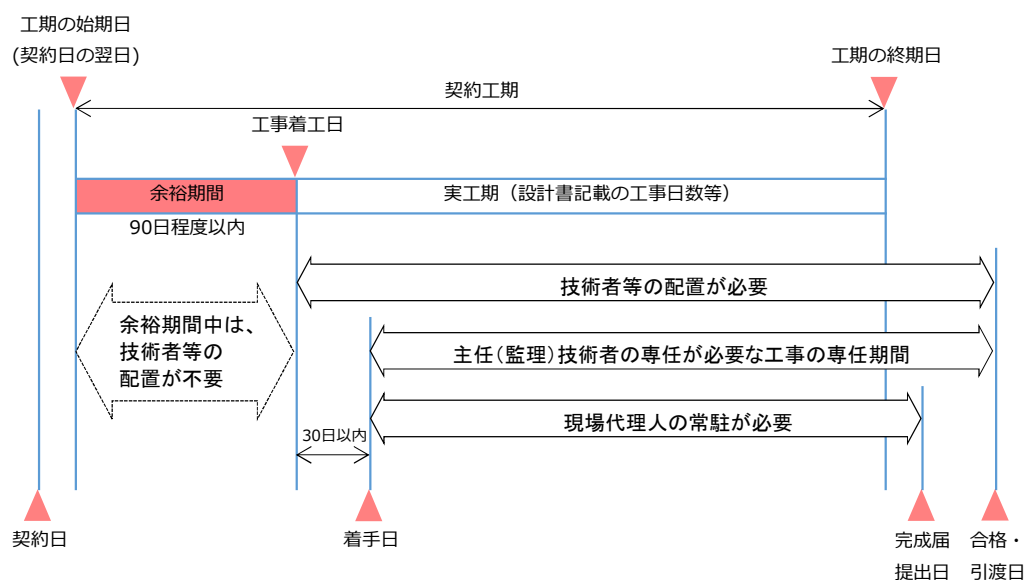 工期の始期日
(契約日の翌日)
工期の終期日
契約工期
工事着工日
余裕期間
実工期（設計書記載の工事日数等）
90日程度以内
技術者等の配置が必要
余裕期間中は、
技術者等の
配置が不要
主任（監理）技術者の専任が必要な工事の専任期間
現場代理人の常駐が必要
30日以内
契約日
着手日
完成届
提出日
合格・
引渡日